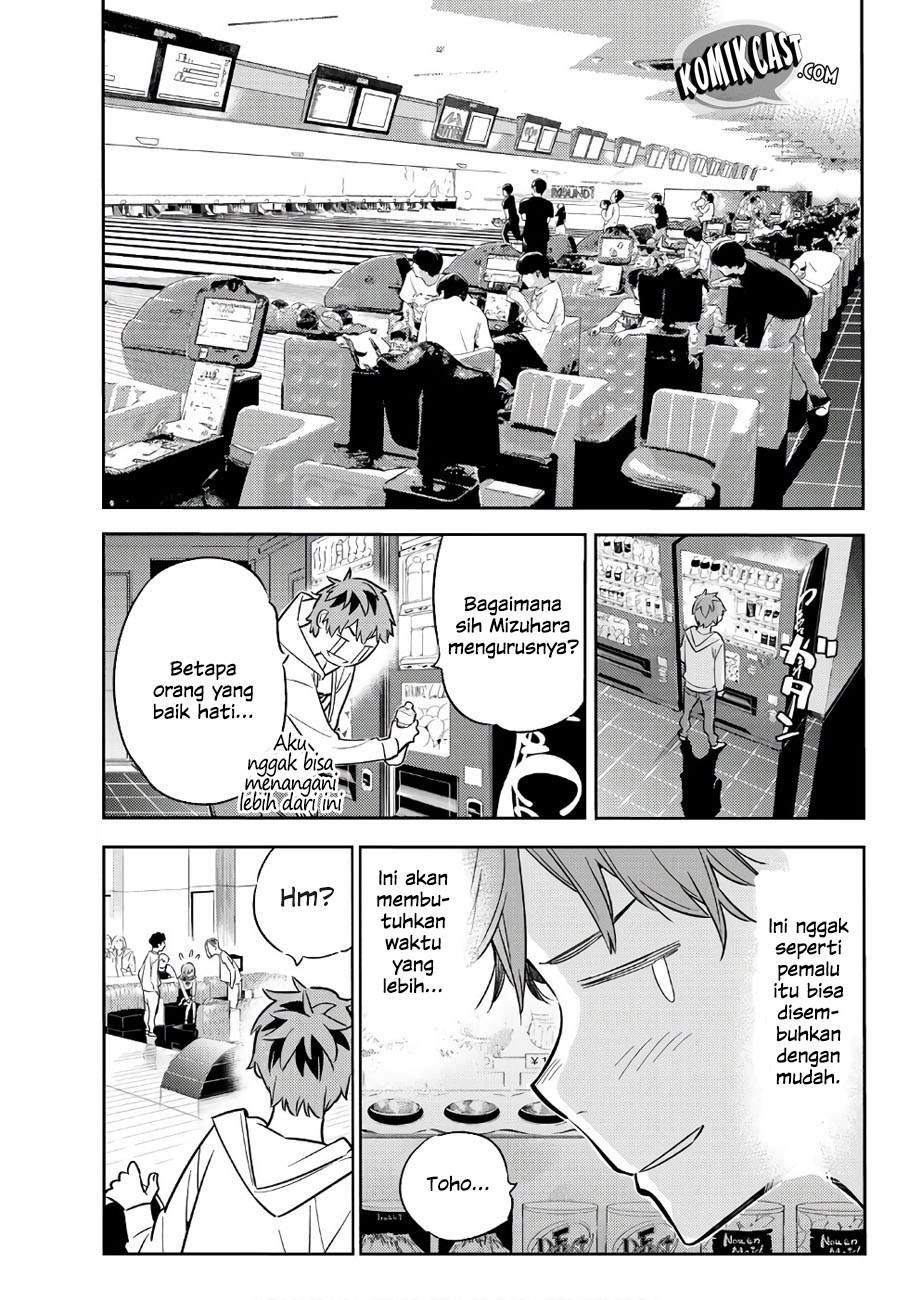 KOMIKCAST
.COM
Bagaimana
sih Mizuhara
mengurusnya?
Betapa
orang yang
baik hati...
Aku
nggak bisa
menangani
lebih dari ini
Ini nggak
seperti
pemalu
itu bisa
disem-
buhkan
dengan
mudah.
Ini akan
membu-
tuhkan
waktu
yang
lebih...
Toho...
Hm?